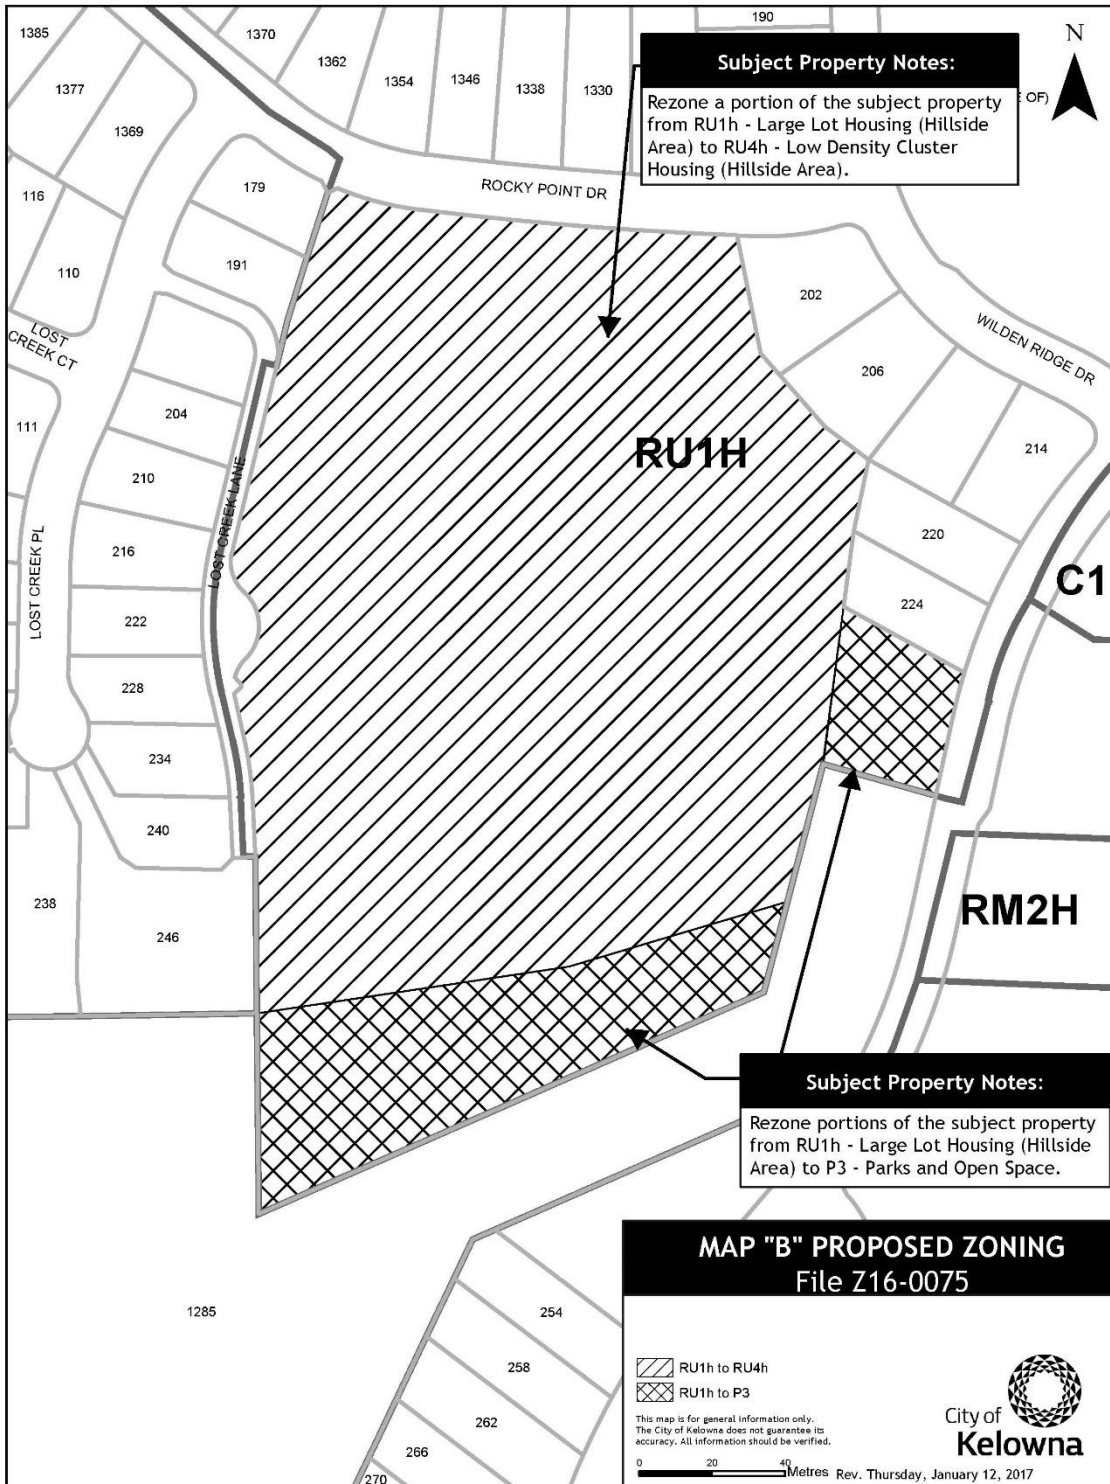 190
1385
1370
1362
1354
1346
1338
1330
N
Subject Property Notes:
Rezone a portion of the subject property
from RU1h - Large Lot Housing (Hillside
Area) to RU4h - Low Density Cluster
Housing (Hillside Area).
OF)
1377
1369
116
179
ROCKY POINT DR
110
191
202
LOST
CREEK CT
WILDEN RIDGE DR
206
204
111
214
RU1H
210
LOST CREEK LANE
216
220
C1
LOST CREEK PL
222
224
228
234
240
238
246
RM2H
Subject Property Notes:
Rezone portions of the subject property
from RU1h - Large Lot Housing (Hillside
Area) to P3 - Parks and Open Space.
MAP "B" PROPOSED ZONING
File Z16-0075
1285
254
258
262
266
270
RU1h to RU4h
RU1h to P3
This map is for general information only.
The City of Kelowna does not guarantee its
accuracy. All information should be verified.
0 20 40 Metres
City of
Kelowna
Rev. Thursday, January 12, 2017